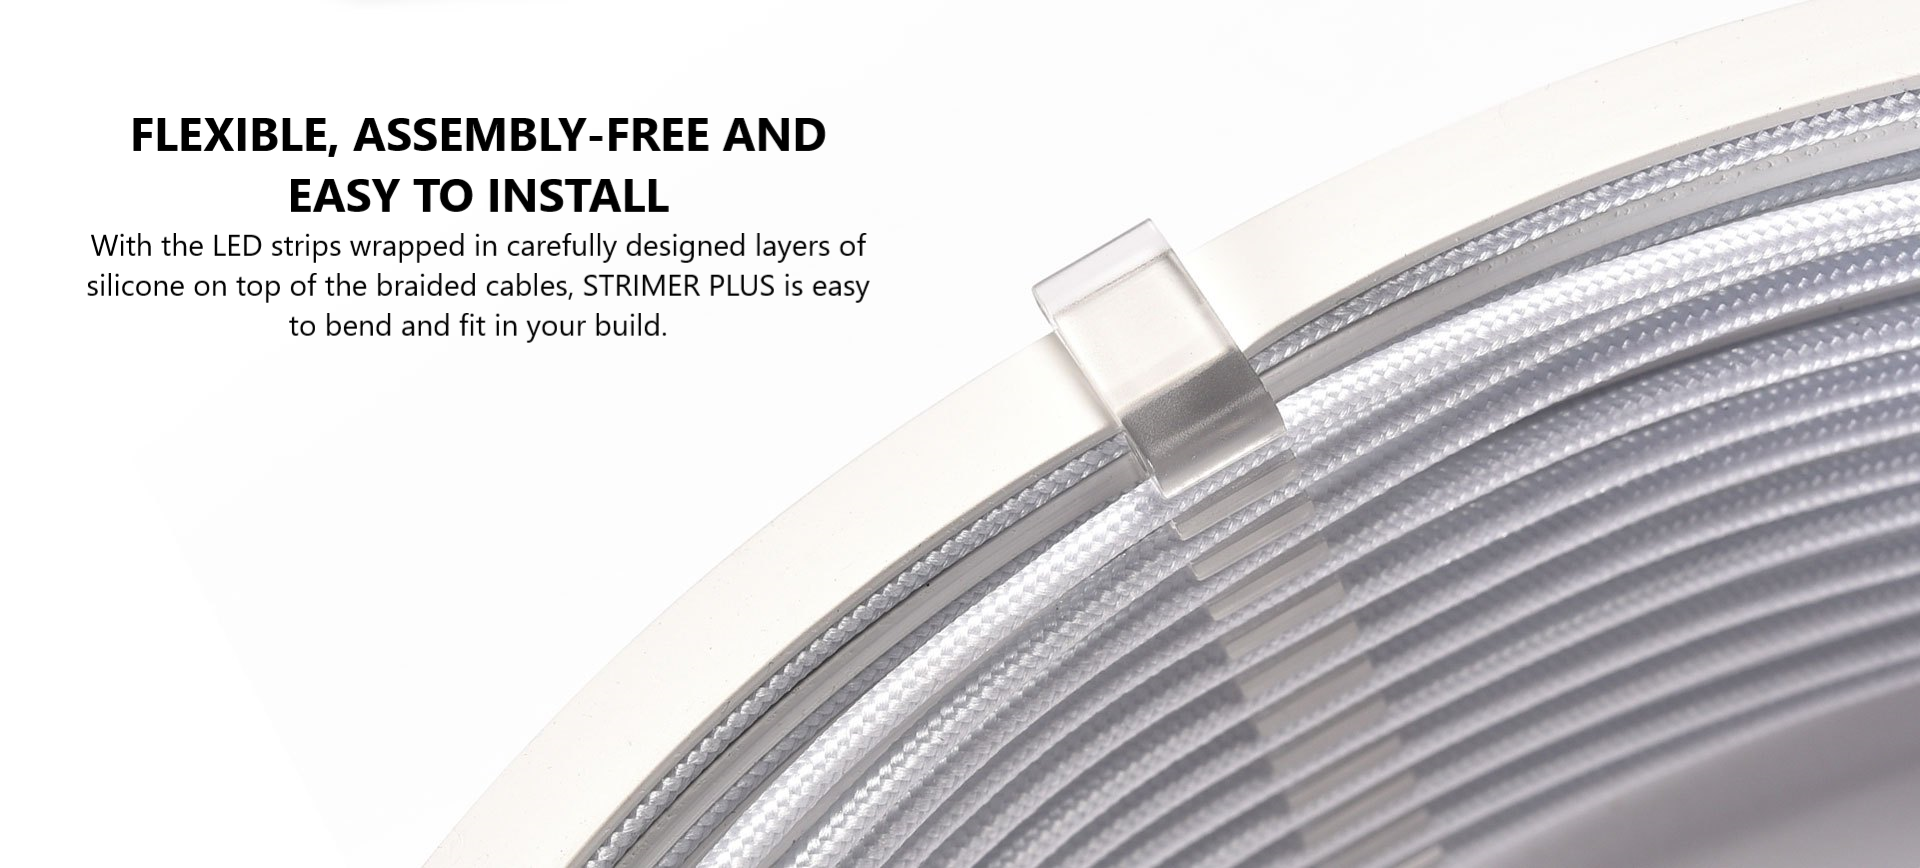 FLEXIBLE, ASSEMBLY-FREE AND
EASY TO INSTALL
With the LED strips wrapped in carefully designed layers of
silicone on top of the braided cables, STRIMER PLUS is easy
to bend and fit in your build.